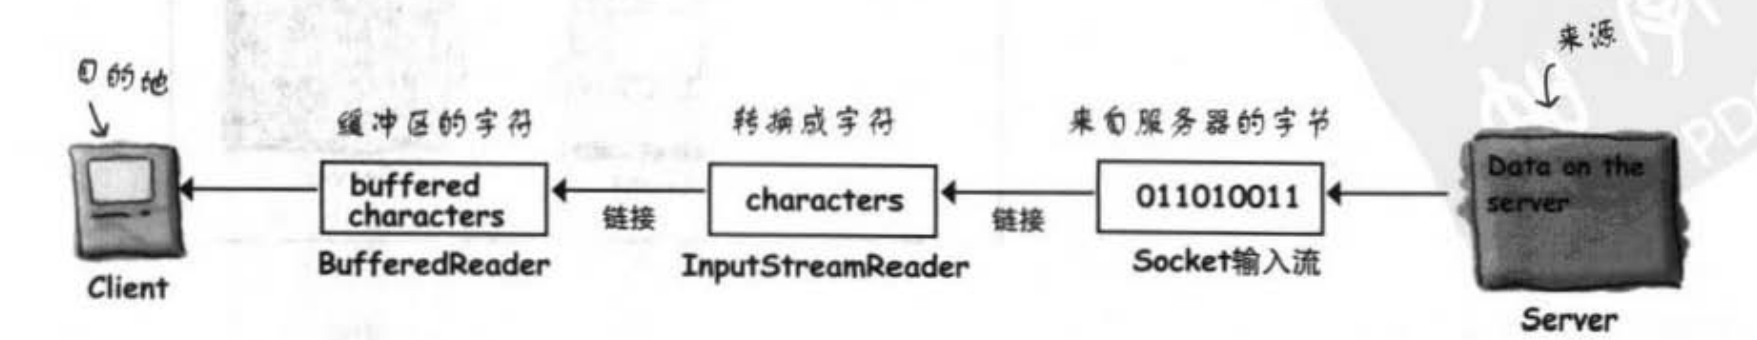 来源
目的地
缓冲区的字符
转换成字符
来自服务器的字节
buffered
characters
characters
011010011
Data on the
server
链接
链接
BufferedReader
InputStreamReader
Socket输入流
Client
Server
PD